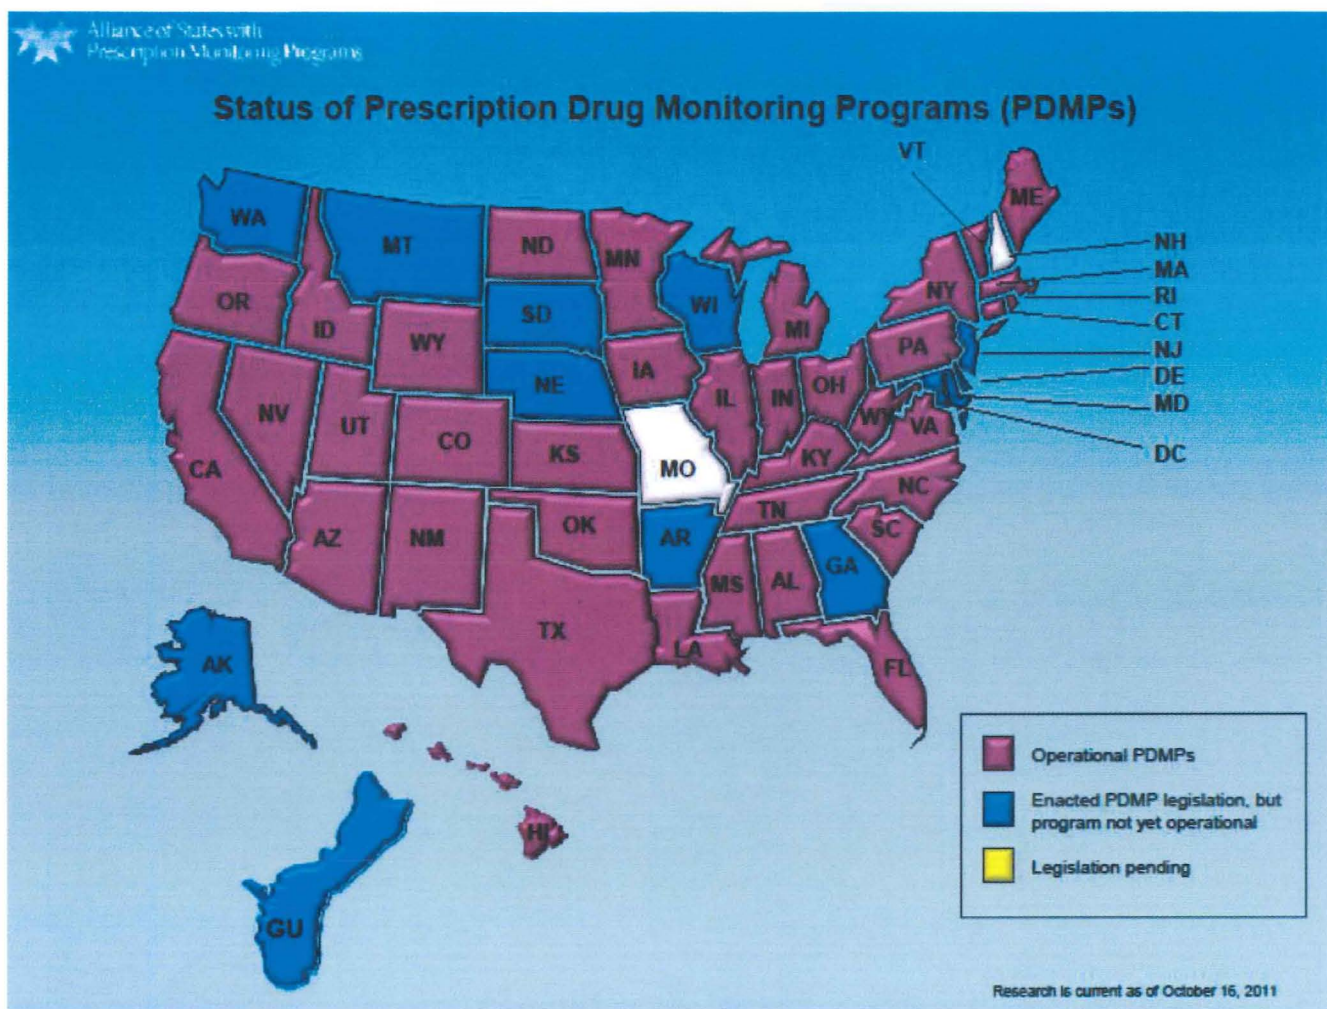 Alliance of States with
Prescription Monitoring Programs
Status of Prescription Drug Monitoring Programs (PDMPs)
VT
ME
WA
MT
ND
MN
NH
MA
RI
CT
NJ
DE
MD
DC
OR
ID
WY
SD
WI
MI
NY
PA
NE
IA
NV
UT
CO
KS
MO
IL
IN
OH
WV
VA
KY
CA
AZ
NM
OK
AR
TN
NC
SC
MS
AL
GA
TX
LA
FL
AK
HI
GU
Operational PDMPs
Enacted PDMP legislation, but
program not yet operational
Legislation pending
Research is current as of October 16, 2011